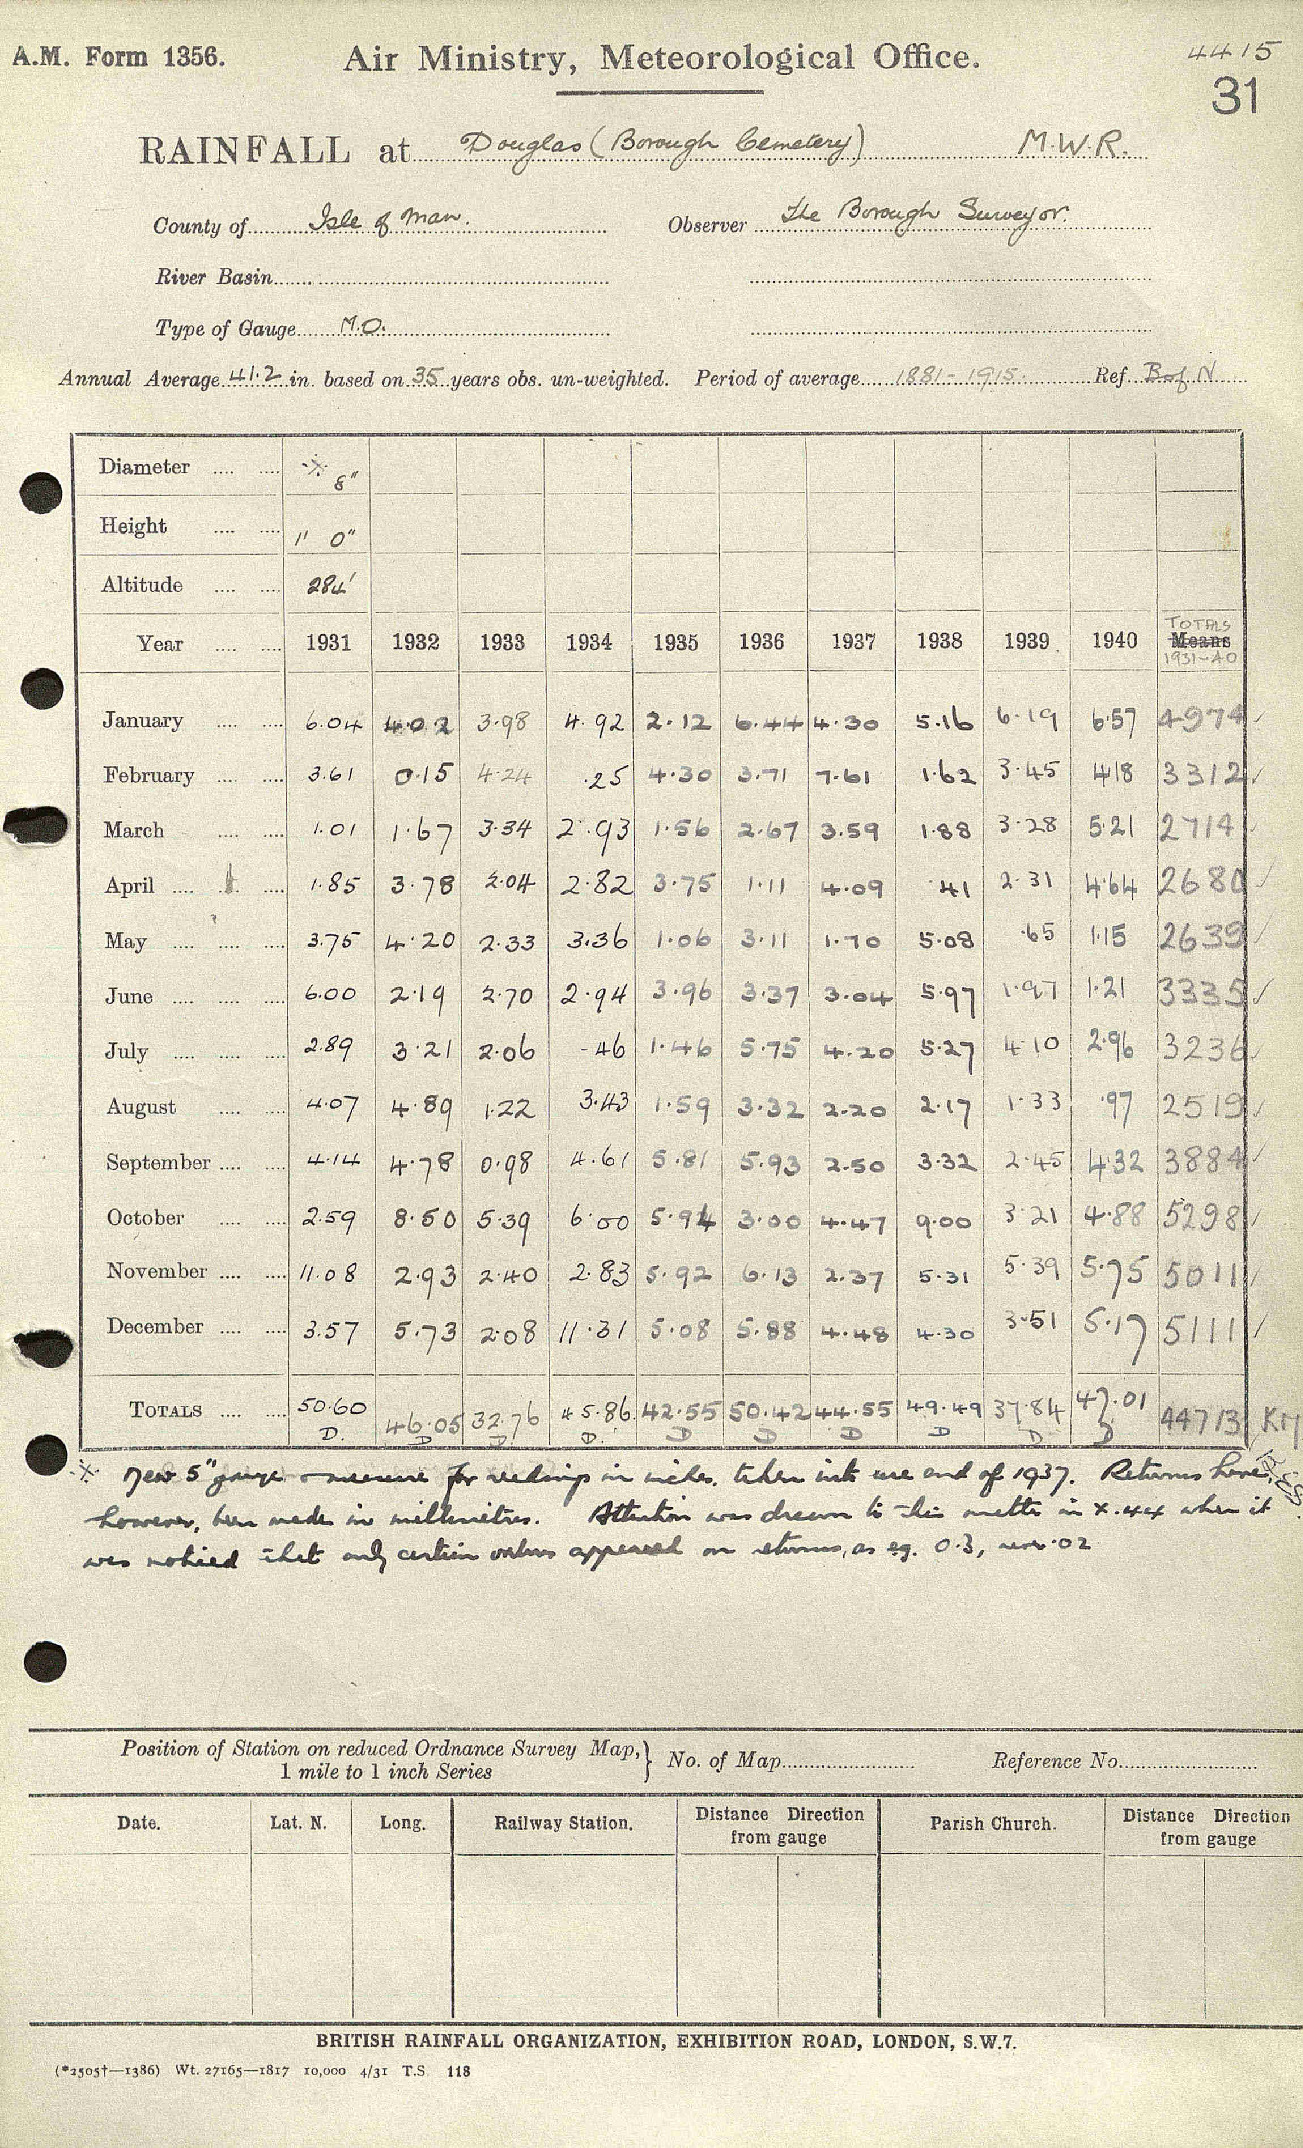 A.M. Form 1356. Air Ministry, Meteorological Office. 4415
31
RAINFALL at Douglas (Borough Cemetery) M.W.R.
County of Isle of Man. Observer The Borough Surveyor.
River Basin
Type of Gauge M.O.
Annual Average 41.2 in. based on 35 years obs. un-weighted. Period of average 1881-1915. Ref. B of N
Diameter 8"
Height 1' 0"
Altitude 284'
TOTALS
Year 1931 1932 1933 1934 1935 1936 1937 1938 1939 1940 Means
1931-40
January 6.04 4.02 3.98 4.92 2.12 6.44 4.30 5.16 6.19 6.57 4974
February 3.61 0.15 4.24 .25 4.30 3.71 7.61 1.62 3.45 4.18 3312
March 1.01 1.67 3.34 2.93 1.56 2.67 3.59 1.88 3.28 5.21 2714
April 1.85 3.78 2.04 2.82 3.75 1.11 4.09 .41 2.31 4.64 2680
May 3.75 4.20 2.33 3.36 1.06 3.11 1.70 5.08 .65 1.15 2639
June 6.00 2.19 2.70 2.94 3.96 3.37 3.04 5.97 1.97 1.21 3335
July 2.89 3.21 2.06 .46 1.46 5.75 4.20 5.27 4.10 2.96 3236
August 4.07 4.89 1.22 3.43 1.59 3.32 2.20 2.17 1.33 .97 2519
September 4.14 4.78 0.98 4.61 5.81 5.93 2.50 3.32 2.45 4.32 3884
October 2.59 8.50 5.39 6.00 5.94 3.00 4.47 9.00 3.21 4.88 5298
November 11.08 2.93 2.40 2.83 5.92 6.13 2.37 5.31 5.39 5.75 5011
December 3.57 5.73 2.08 11.31 5.08 5.88 4.48 4.30 3.51 5.17 5111
TOTALS 50.60 46.05 32.76 45.86 42.55 50.42 44.55 49.49 37.84 47.01 44713 KM
D. D D D. D D D D D D
New 5" gauge & measure for readings in inches, taken into use end of 1937. Returns have,
however, been made in millimetres. Attention was drawn to this matter in X.44 when it
was noticed that only certain values appeared on returns, as eg. 0.3, never .02
Position of Station on reduced Ordnance Survey Map, No. of Map Reference No.
1 mile to 1 inch Series
Date. Lat. N. Long. Railway Station. Distance Direction from gauge Parish Church. Distance Direction from gauge
BRITISH RAINFALL ORGANIZATION, EXHIBITION ROAD, LONDON, S.W.7.
(*2505†—1386) Wt. 27165—1817 10,000 4/31 T.S. 118